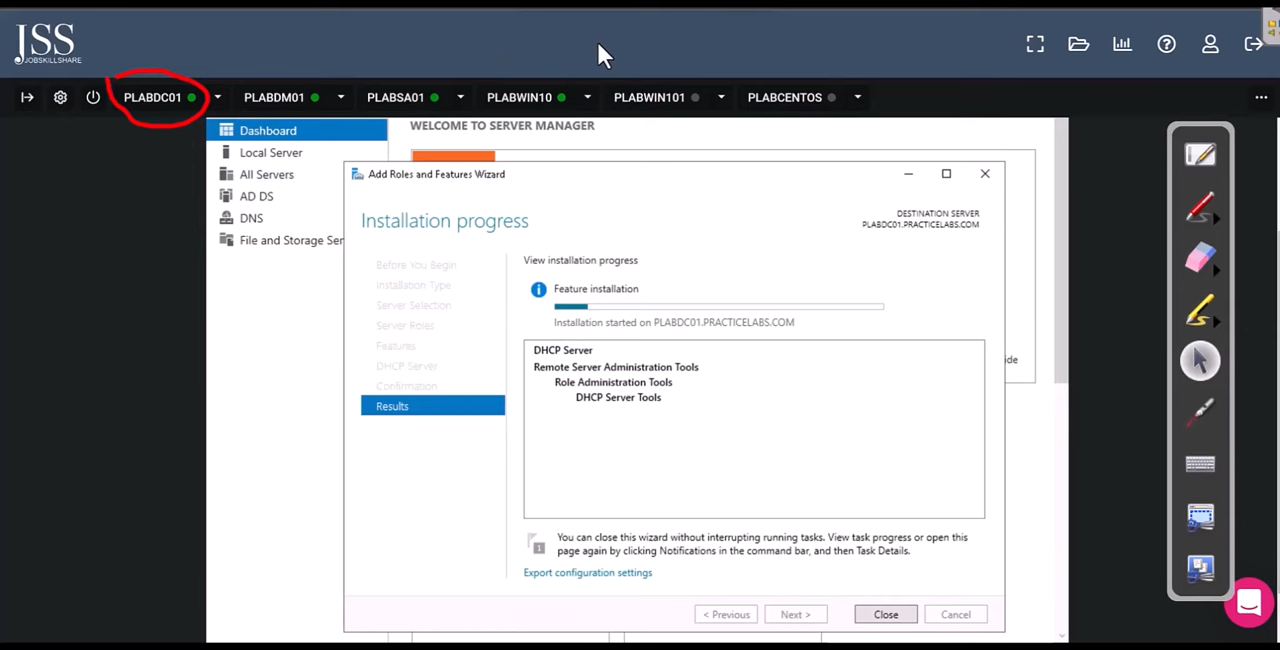 JSS
JOBSKILLSHARE
PLABDC01 PLABDM01 PLABSA01 PLABWIN10 PLABWIN101 PLABCENTOS
Dashboard
Local Server
All Servers
AD DS
DNS
File and Storage Ser
WELCOME TO SERVER MANAGER
Add Roles and Features Wizard
Installation progress
DESTINATION SERVER
PLABDC01.PRACTICELABS.COM
Before You Begin
Installation Type
Server Selection
Server Roles
Features
DHCP Server
Confirmation
Results
View installation progress
Feature installation
Installation started on PLABDC01.PRACTICELABS.COM
DHCP Server
Remote Server Administration Tools
Role Administration Tools
DHCP Server Tools
ide
1
You can close this wizard without interrupting running tasks. View task progress or open this
page again by clicking Notifications in the command bar, and then Task Details.
Export configuration settings
< Previous Next > Close Cancel